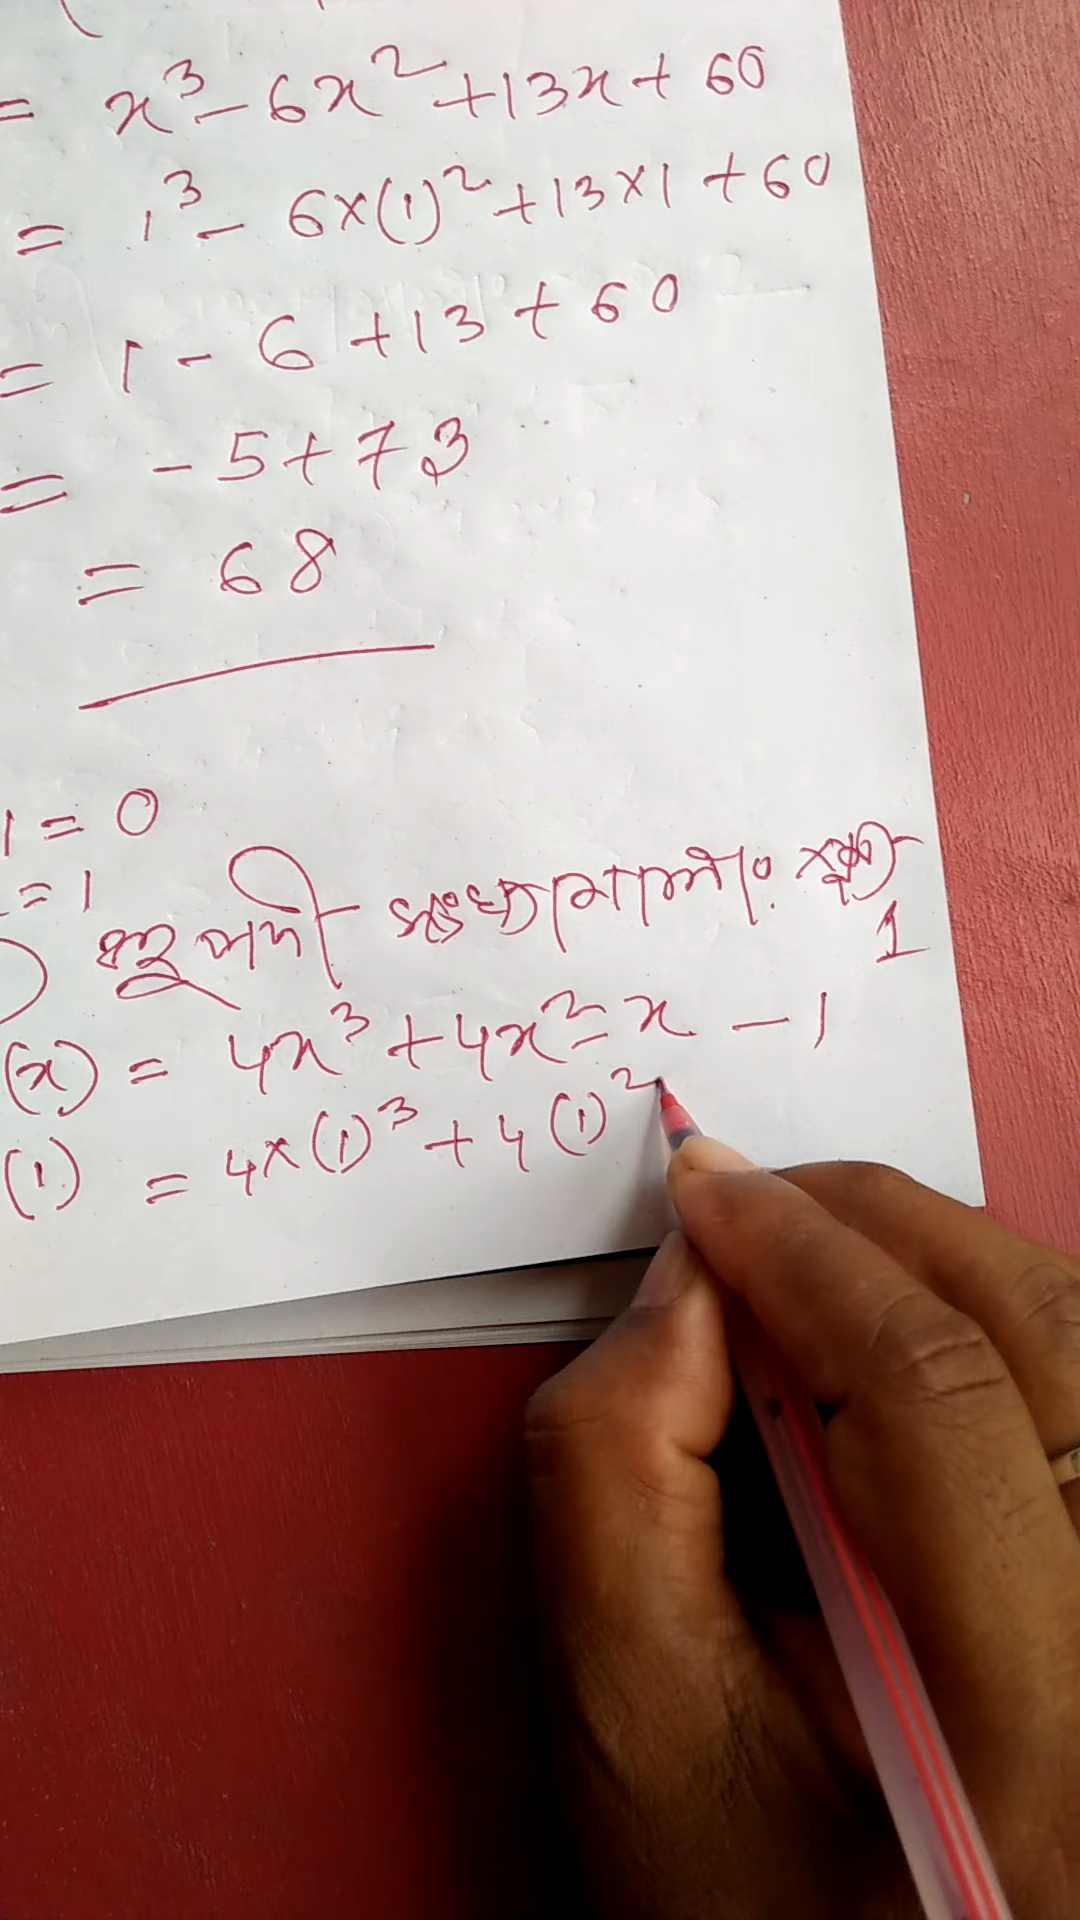 = x³ - 6x² + 13x + 60
= 1³ - 6×(1)² + 13×1 + 60
= 1 - 6 + 13 + 60
= - 5 + 73
= 68
1 = 0
= 1
(x) = 4x³ + 4x² - x - 1
(1) = 4×(1)³ + 4(1)²